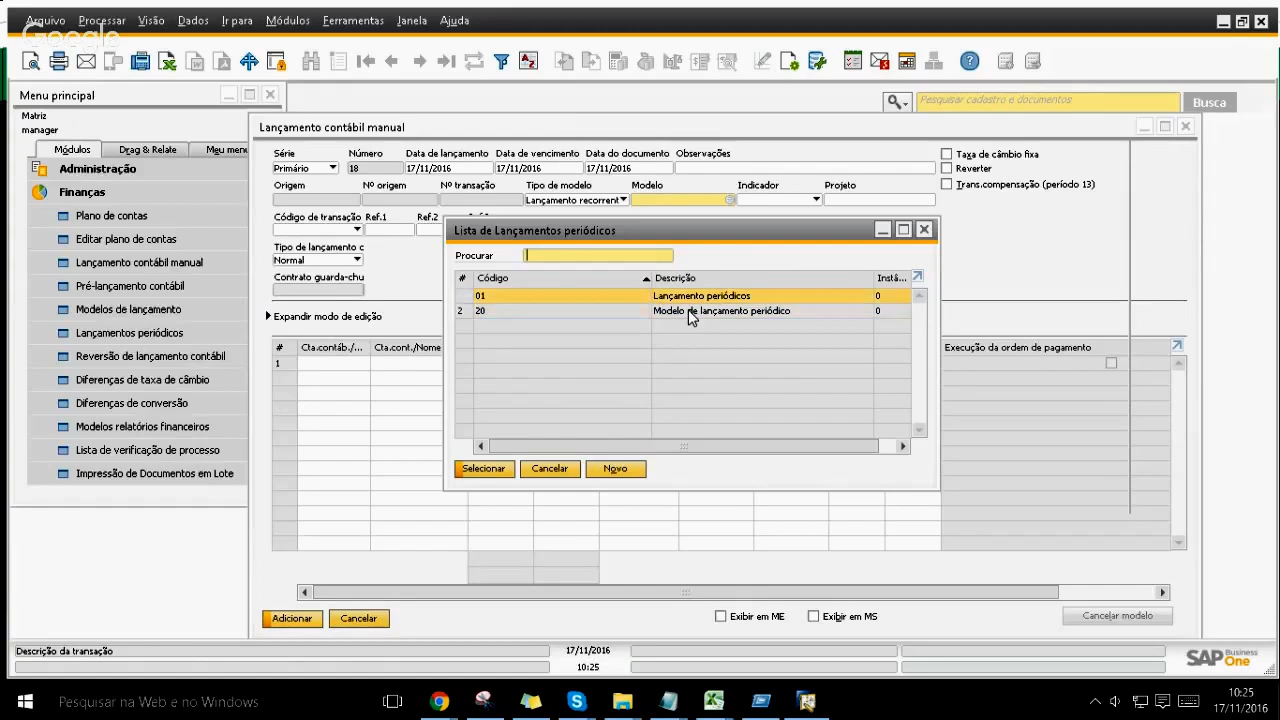 Arquivo Processar Visão Dados Ir para Módulos Ferramentas Janela Ajuda
Google
Menu principal
Pesquisar cadastro e documentos
Busca
Matriz
manager
Módulos Drag & Relate Meu menu
Administração
Finanças
Plano de contas
Editar plano de contas
Lançamento contábil manual
Pré-lançamento contábil
Modelos de lançamento
Lançamentos periódicos
Reversão de lançamento contábil
Diferenças de taxa de câmbio
Diferenças de conversão
Modelos relatórios financeiros
Lista de verificação de processo
Impressão de Documentos em Lote
Lançamento contábil manual
Série Número Data de lançamento Data de vencimento Data do documento Observações
Primário 18 17/11/2016 17/11/2016 17/11/2016
Taxa de câmbio fixa
Reverter
Trans.compensação (período 13)
Origem Nº origem Nº transação Tipo de modelo Modelo Indicador Projeto
Lançamento recorrent
Código de transação Ref.1 Ref.2
Tipo de lançamento c
Normal
Contrato guarda-chu
Expandir modo de edição
# Cta.contáb./... Cta.cont./Nome Execução da ordem de pagamento
1
Lista de Lançamentos periódicos
Procurar
# Código Descrição Instâ...
01 Lançamento periódicos 0
2 20 Modelo de lançamento periódico 0
Selecionar Cancelar Novo
Adicionar Cancelar
Exibir em ME Exibir em MS
Cancelar modelo
Descrição da transação 17/11/2016
10:25
SAP Business One
Pesquisar na Web e no Windows
10:25
17/11/2016